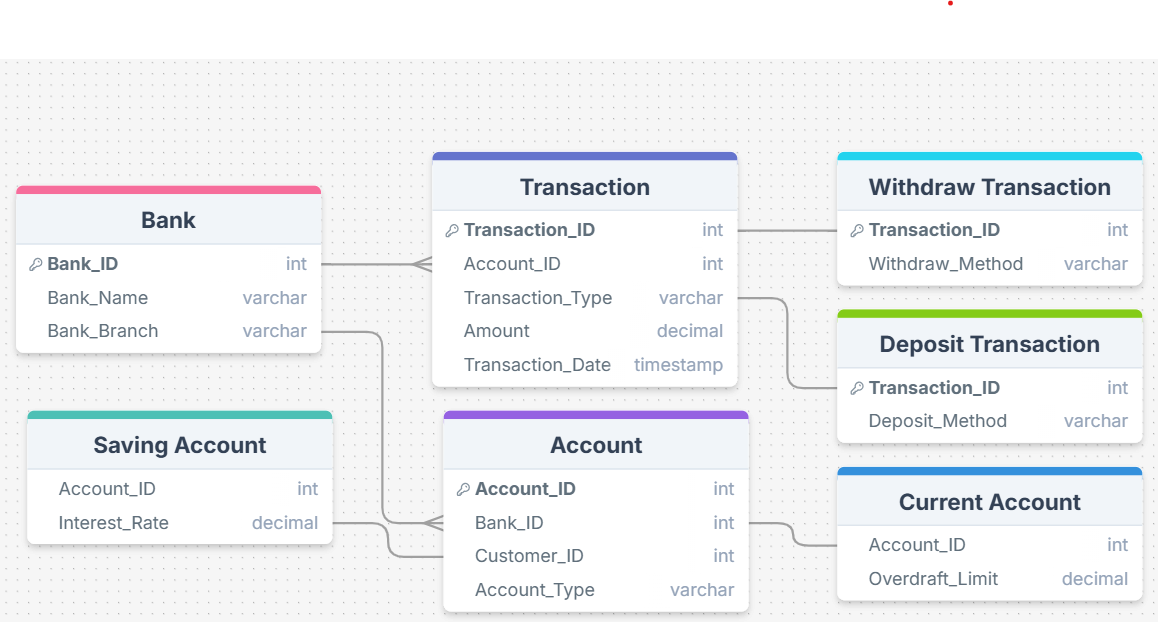 Bank
Bank_ID int
Bank_Name varchar
Bank_Branch varchar
Transaction
Transaction_ID int
Account_ID int
Transaction_Type varchar
Amount decimal
Transaction_Date timestamp
Withdraw Transaction
Transaction_ID int
Withdraw_Method varchar
Deposit Transaction
Transaction_ID int
Deposit_Method varchar
Saving Account
Account_ID int
Interest_Rate decimal
Account
Account_ID int
Bank_ID int
Customer_ID int
Account_Type varchar
Current Account
Account_ID int
Overdraft_Limit decimal